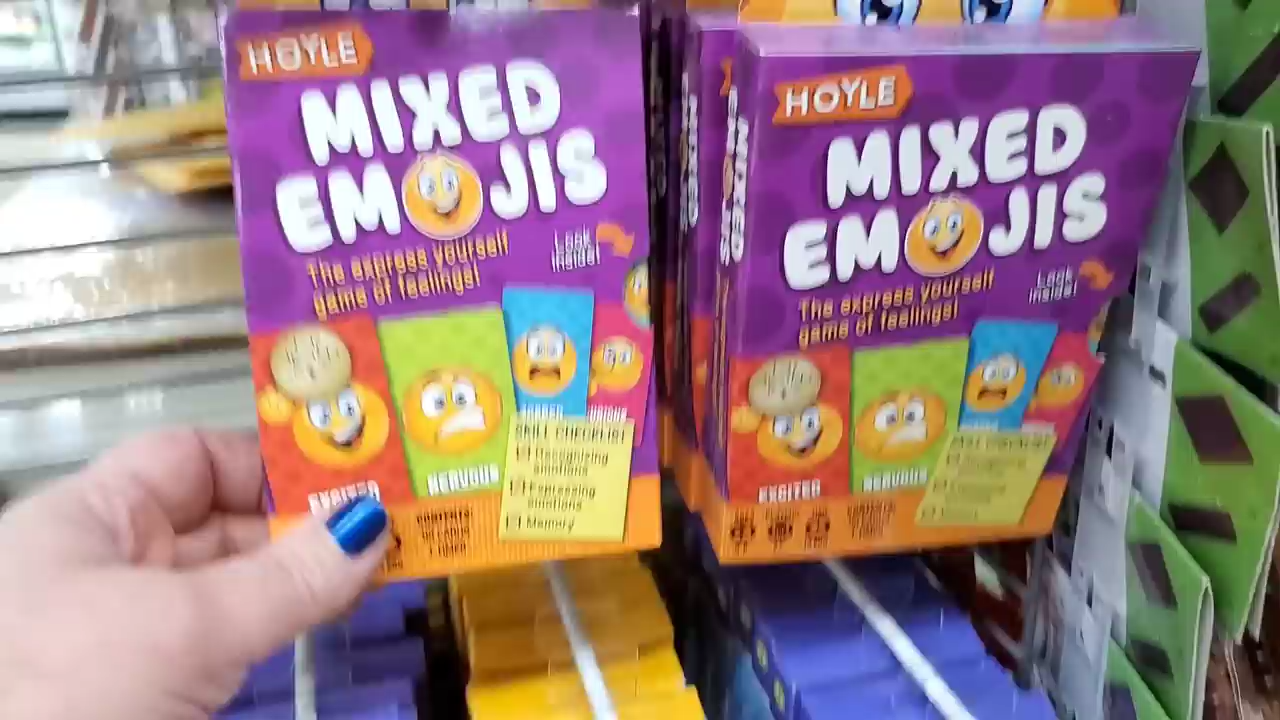 HOYLE
MIXED
EMOJIS
The express yourself
game of feelings!
Look
inside!
EXCITED
NERVOUS
SKILL CHECKLIST
Recognizing
emotions
Expressing
emotions
Memory
HOYLE
MIXED
EMOJIS
The express yourself
game of feelings!
Look
inside!
EXCITED
NERVOUS
MIXED